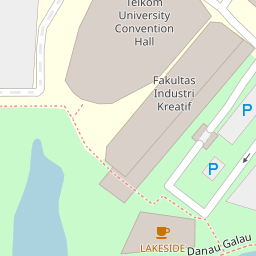 Telkom
University
Convention
Hall
Fakultas
Industri
Kreatif
P
P
LAKESIDE
Danau Galau